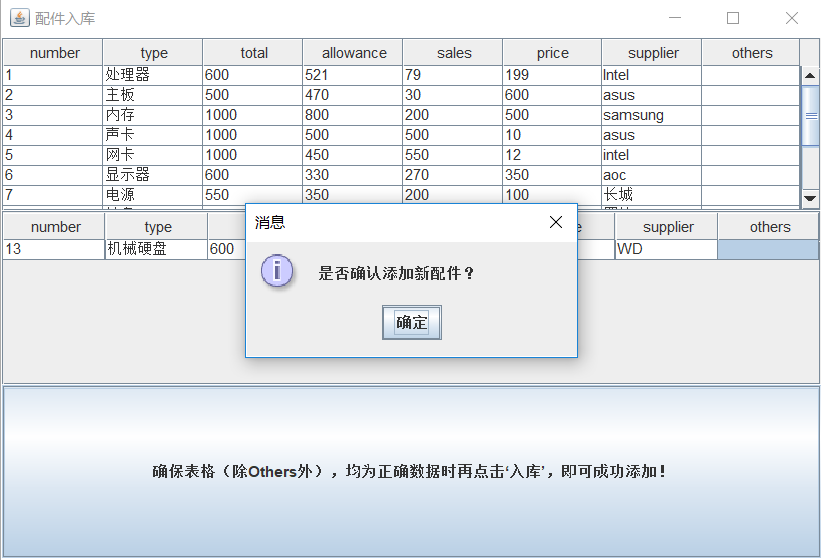 配件入库
number type total allowance sales price supplier others
1 处理器 600 521 79 199 Intel
2 主板 500 470 30 600 asus
3 内存 1000 800 200 500 samsung
4 声卡 1000 500 500 10 asus
5 网卡 1000 450 550 12 intel
6 显示器 600 330 270 350 aoc
7 电源 550 350 200 100 长城
number type supplier others
13 机械硬盘 600 WD
消息
是否确认添加新配件？
确定
确保表格（除Others外），均为正确数据时再点击‘入库’，即可成功添加！